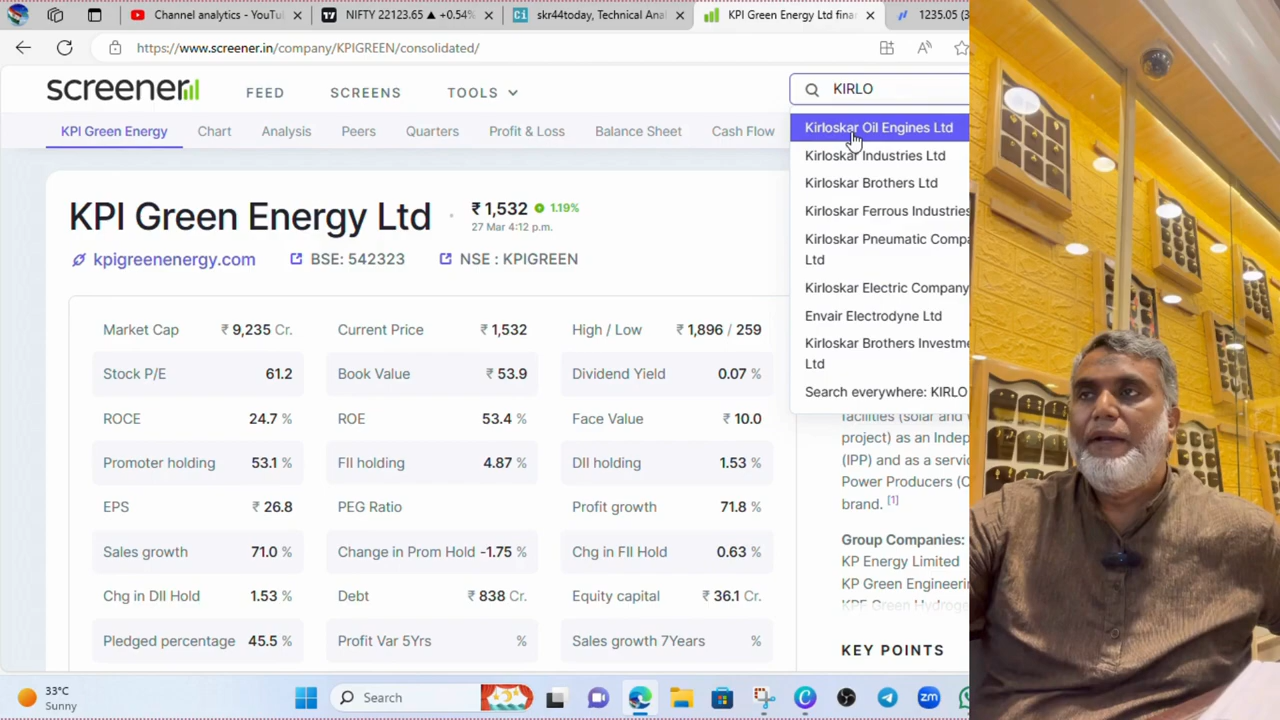 Channel analytics - YouTu
NIFTY 22123.65 ▲ +0.54%
skr44today, Technical Anal
KPI Green Energy Ltd fina
1235.05 (3
https://www.screener.in/company/KPIGREEN/consolidated/
screener
FEED
SCREENS
TOOLS
KIRLO
KPI Green Energy
Chart
Analysis
Peers
Quarters
Profit & Loss
Balance Sheet
Cash Flow
Kirloskar Oil Engines Ltd
Kirloskar Industries Ltd
Kirloskar Brothers Ltd
Kirloskar Ferrous Industries
Kirloskar Pneumatic Compa
Ltd
Kirloskar Electric Company
Envair Electrodyne Ltd
Kirloskar Brothers Investme
Ltd
Search everywhere: KIRLO
KPI Green Energy Ltd
₹ 1,532 1.19%
27 Mar 4:12 p.m.
kpigreenenergy.com
BSE: 542323
NSE : KPIGREEN
Market Cap ₹ 9,235 Cr.
Current Price ₹ 1,532
High / Low ₹ 1,896 / 259
Stock P/E 61.2
Book Value ₹ 53.9
Dividend Yield 0.07 %
ROCE 24.7 %
ROE 53.4 %
Face Value ₹ 10.0
Promoter holding 53.1 %
FII holding 4.87 %
DII holding 1.53 %
EPS ₹ 26.8
PEG Ratio
Profit growth 71.8 %
Sales growth 71.0 %
Change in Prom Hold -1.75 %
Chg in FII Hold 0.63 %
Chg in DII Hold 1.53 %
Debt ₹ 838 Cr.
Equity capital ₹ 36.1 Cr.
Pledged percentage 45.5 %
Profit Var 5Yrs %
Sales growth 7Years %
facilities (solar and
project) as an Indep
(IPP) and as a servic
Power Producers (C
brand. [1]
Group Companies:
KP Energy Limited
KP Green Engineerin
KEY POINTS
33°C
Sunny
Search
zm